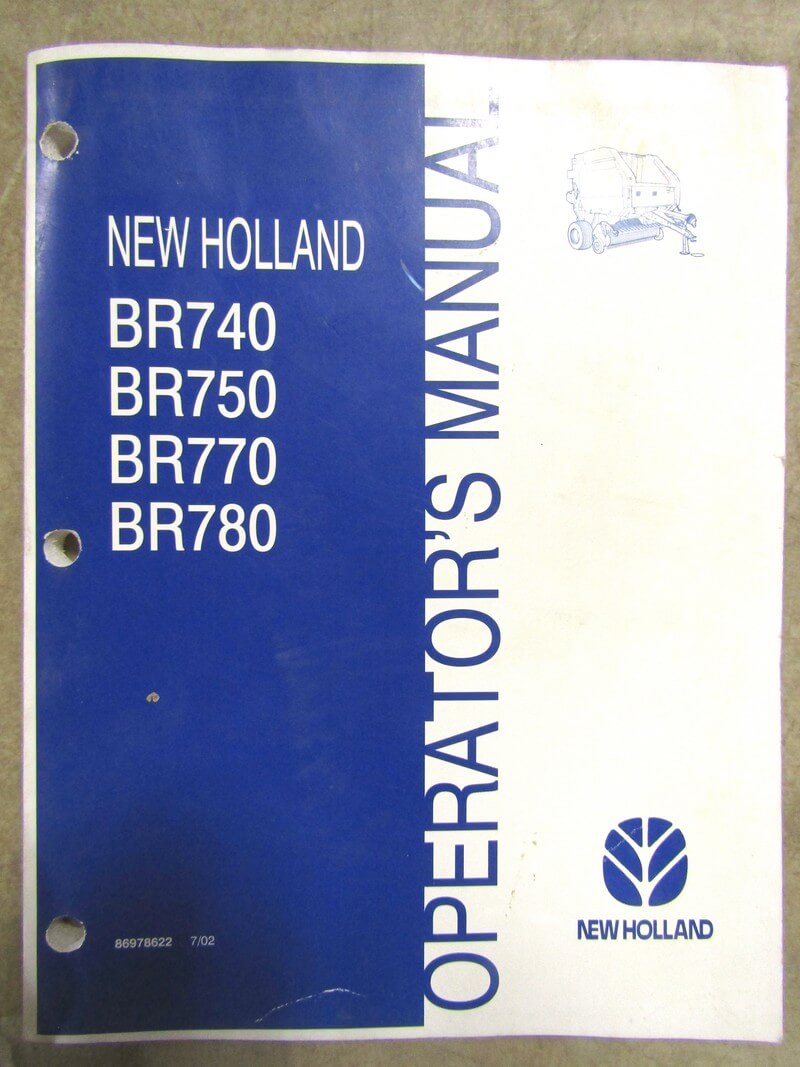 NEW HOLLAND
BR740
BR750
BR770
BR780
86978622 7/02
OPERATOR'S MANUAL
NEW HOLLAND